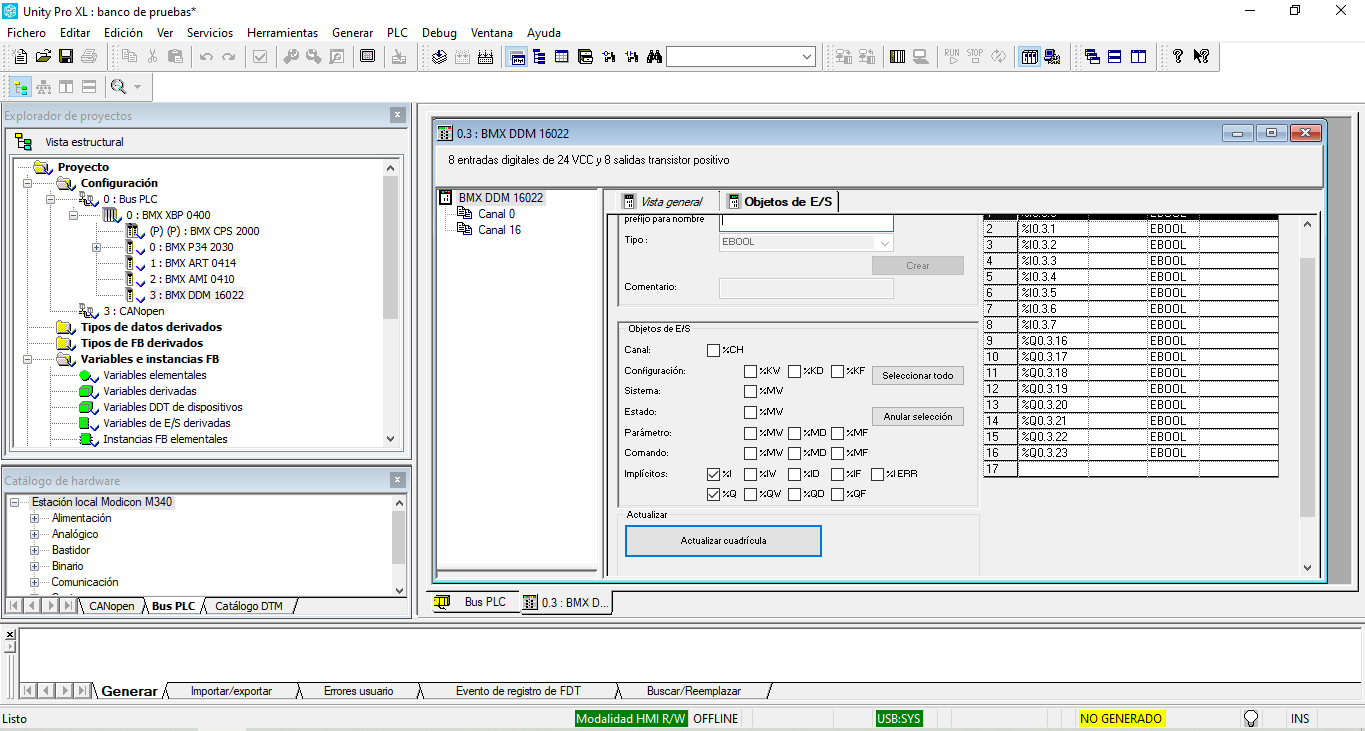 Unity Pro XL : banco de pruebas*
Fichero Editar Edición Ver Servicios Herramientas Generar PLC Debug Ventana Ayuda
RUN STOP
Explorador de proyectos
Vista estructural
Proyecto
Configuración
0 : Bus PLC
0 : BMX XBP 0400
(P) (P) : BMX CPS 2000
0 : BMX P34 2030
1 : BMX ART 0414
2 : BMX AMI 0410
3 : BMX DDM 16022
3 : CANopen
Tipos de datos derivados
Tipos de FB derivados
Variables e instancias FB
Variables elementales
Variables derivadas
Variables DDT de dispositivos
Variables de E/S derivadas
Instancias FB elementales
Catálogo de hardware
Estación local Modicon M340
Alimentación
Analógico
Bastidor
Binario
Comunicación
CANopen Bus PLC Catálogo DTM
0.3 : BMX DDM 16022
8 entradas digitales de 24 VCC y 8 salidas transistor positivo
BMX DDM 16022
Canal 0
Canal 16
Vista general Objetos de E/S
prefijo para nombre
Tipo : EBOOL
Crear
Comentario:
Objetos de E/S
Canal: %CH
Configuración: %KW %KD %KF Seleccionar todo
Sistema: %MW
Estado: %MW Anular selección
Parámetro: %MW %MD %MF
Comando: %MW %MD %MF
Implícitos: %I %IW %ID %IF %I ERR
%Q %QW %QD %QF
Actualizar
Actualizar cuadrícula
2 %I0.3.1 EBOOL
3 %I0.3.2 EBOOL
4 %I0.3.3 EBOOL
5 %I0.3.4 EBOOL
6 %I0.3.5 EBOOL
7 %I0.3.6 EBOOL
8 %I0.3.7 EBOOL
9 %Q0.3.16 EBOOL
10 %Q0.3.17 EBOOL
11 %Q0.3.18 EBOOL
12 %Q0.3.19 EBOOL
13 %Q0.3.20 EBOOL
14 %Q0.3.21 EBOOL
15 %Q0.3.22 EBOOL
16 %Q0.3.23 EBOOL
17
Bus PLC 0.3 : BMX D...
Generar Importar/exportar Errores usuario Evento de registro de FDT Buscar/Reemplazar
Listo Modalidad HMI R/W OFFLINE USB:SYS NO GENERADO INS